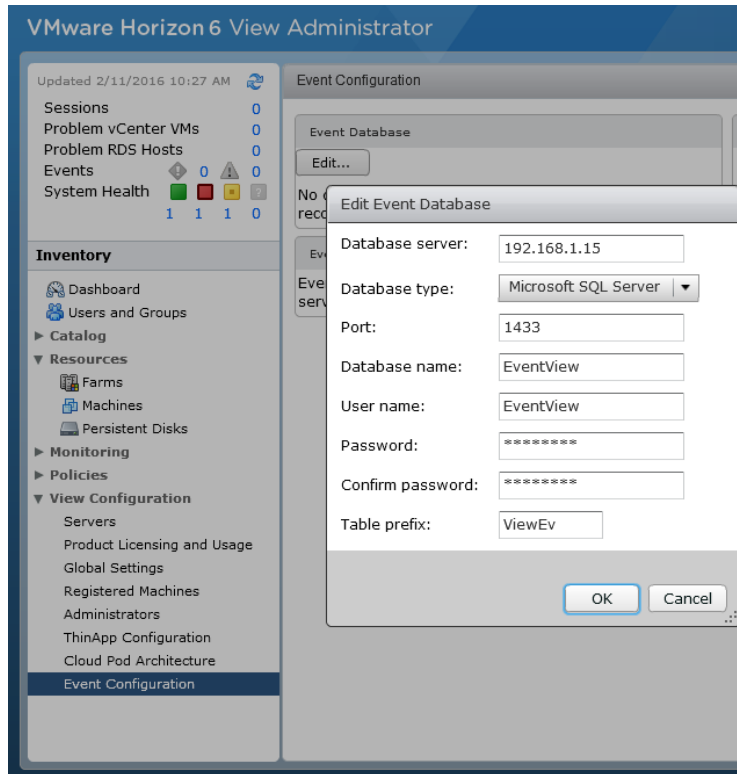 VMware Horizon 6 View Administrator
Updated 2/11/2016 10:27 AM
Sessions 0
Problem vCenter VMs 0
Problem RDS Hosts 0
Events 0 0
System Health
1 1 1 0
Inventory
Dashboard
Users and Groups
Catalog
Resources
Farms
Machines
Persistent Disks
Monitoring
Policies
View Configuration
Servers
Product Licensing and Usage
Global Settings
Registered Machines
Administrators
ThinApp Configuration
Cloud Pod Architecture
Event Configuration
Event Configuration
Event Database
Edit...
No
Edit Event Database
Database server: 192.168.1.15
Database type: Microsoft SQL Server
Port: 1433
Database name: EventView
User name: EventView
Password: ********
Confirm password: ********
Table prefix: ViewEv
OK Cancel